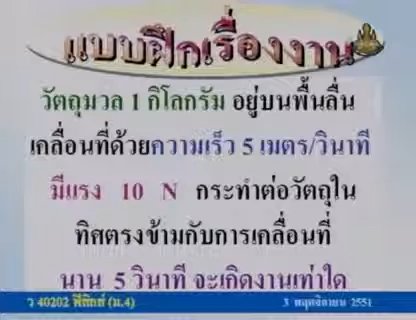 แบบฝึกเรื่องงาน
วัตถุมวล 1 กิโลกรัม อยู่บนพื้นลื่น
เคลื่อนที่ด้วยความเร็ว 5 เมตร/วินาที
มีแรง 10 N กระทำต่อวัตถุใน
ทิศตรงข้ามกับการเคลื่อนที่
นาน 5 วินาที จะเกิดงานเท่าใด
ว 40202 ฟิสิกส์ (ม.4) 3 พฤศจิกายน 2551